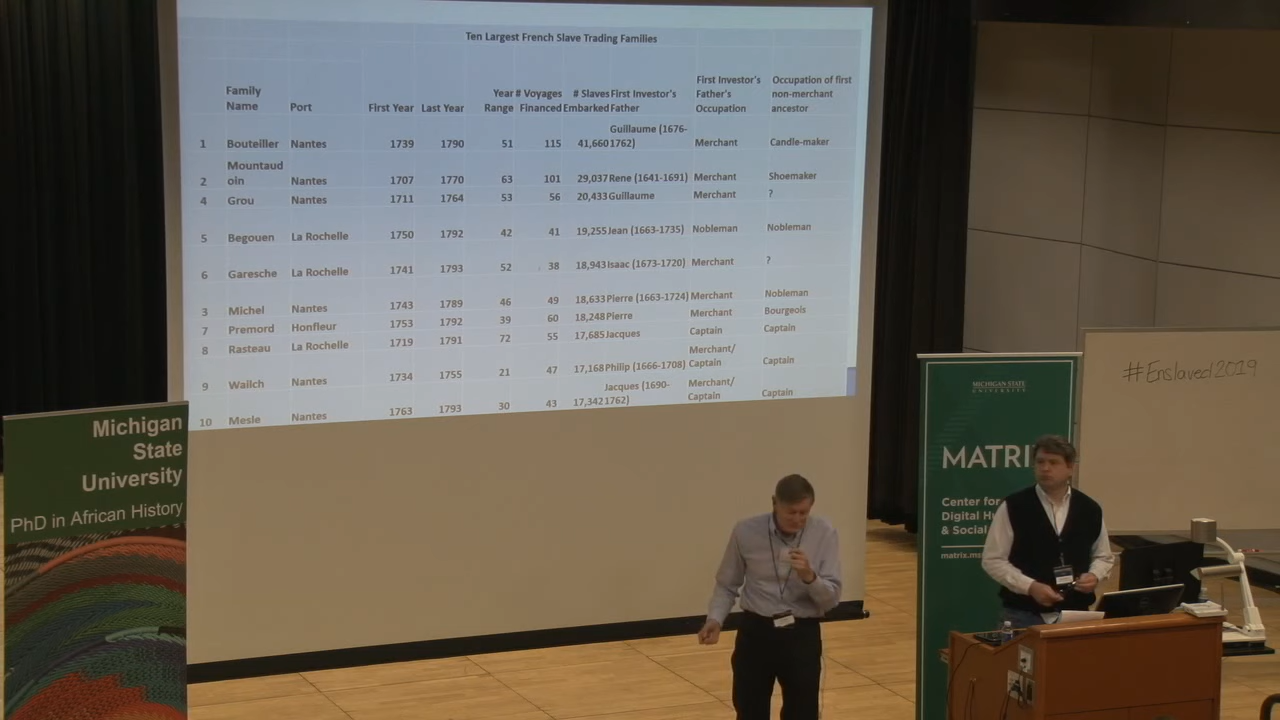 Ten Largest French Slave Trading Families
Family Name Port First Year Last Year Year Range # Voyages Financed # Slaves Embarked First Investor's Father First Investor's Father's Occupation Occupation of first non-merchant ancestor
1 Bouteiller Nantes 1739 1790 51 115 41,660 Guillaume (1676-1762) Merchant Candle-maker
2 Mountaudoin Nantes 1707 1770 63 101 29,037 Rene (1641-1691) Merchant Shoemaker
4 Grou Nantes 1711 1764 53 56 20,433 Guillaume Merchant ?
5 Begouen La Rochelle 1750 1792 42 41 19,255 Jean (1663-1735) Nobleman Nobleman
6 Garesche La Rochelle 1741 1793 52 38 18,943 Isaac (1673-1720) Merchant ?
3 Michel Nantes 1743 1789 46 49 18,633 Pierre (1663-1724) Merchant Nobleman
7 Premord Honfleur 1753 1792 39 60 18,248 Pierre Merchant Bourgeois
8 Rasteau La Rochelle 1719 1791 72 55 17,685 Jacques Captain Captain
9 Wailch Nantes 1734 1755 21 47 17,168 Philip (1666-1708) Merchant/ Captain Captain
10 Mesle Nantes 1763 1793 30 43 17,342 Jacques (1690-1762) Merchant/ Captain Captain
Michigan
State
University
PhD in African History
MICHIGAN STATE
UNIVERSITY
MATRI
Center for
Digital Hu
& Social
matrix.ms
#Enslaved2019